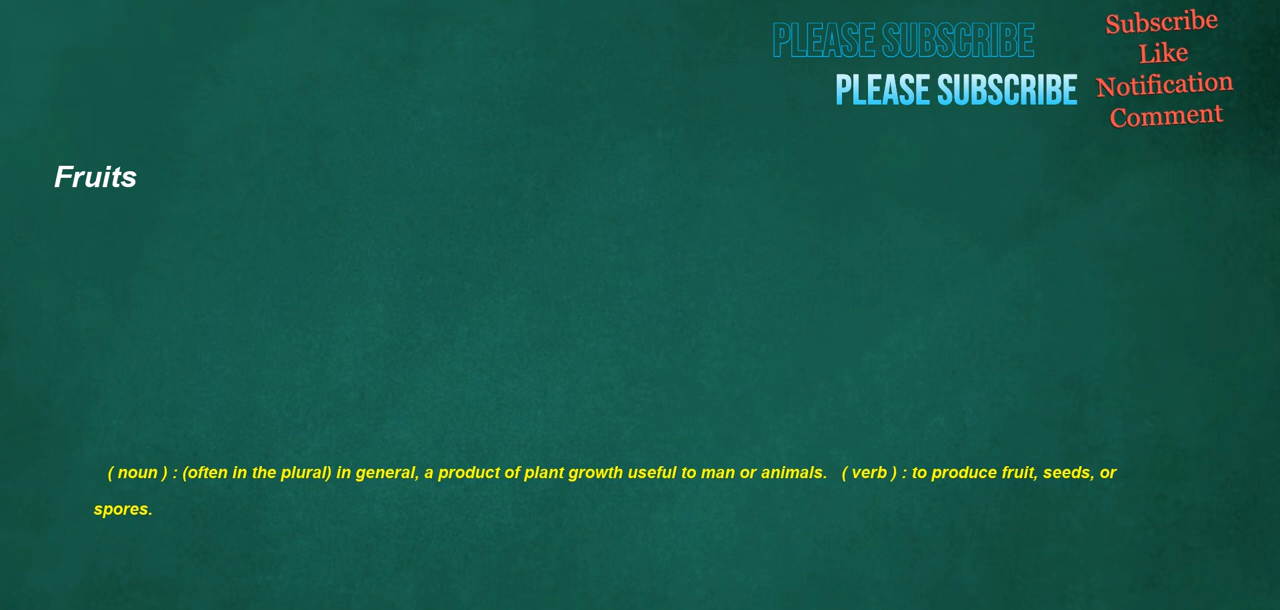 PLEASE SUBSCRIBE
PLEASE SUBSCRIBE
Subscribe
Like
Notification
Comment
Fruits
( noun ) : (often in the plural) in general, a product of plant growth useful to man or animals.   ( verb ) : to produce fruit, seeds, or
spores.